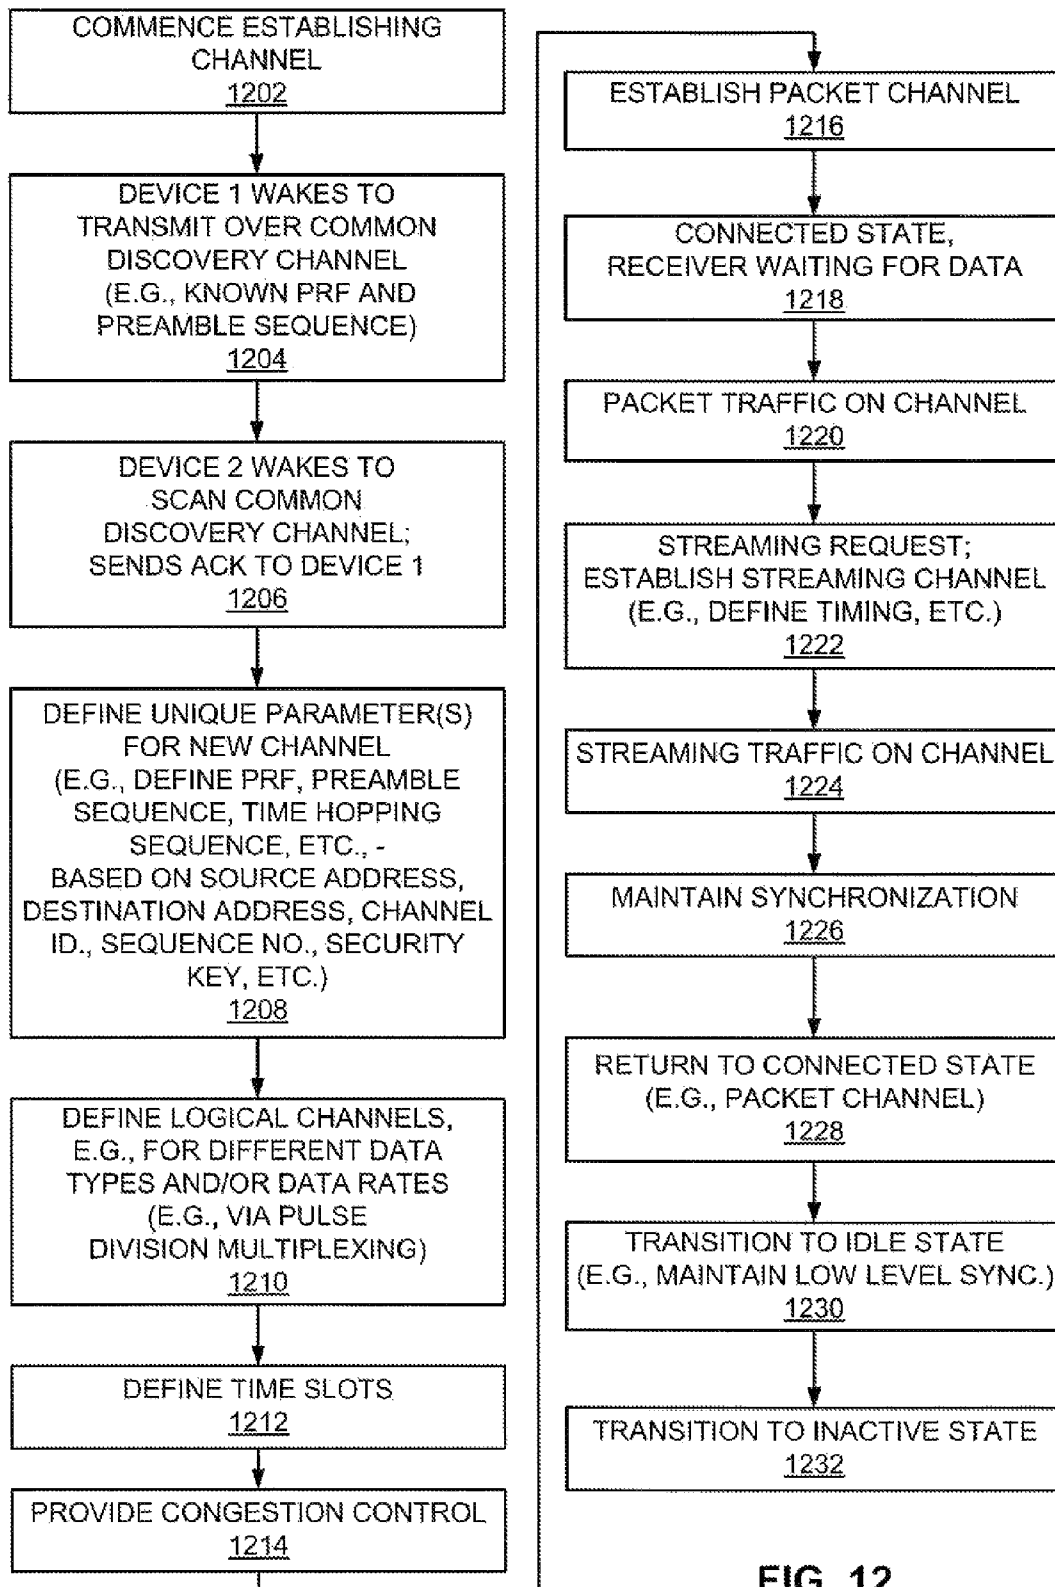 COMMENCE ESTABLISHING
CHANNEL
1202
DEVICE 1 WAKES TO
TRANSMIT OVER COMMON
DISCOVERY CHANNEL
(E.G., KNOWN PRF AND
PREAMBLE SEQUENCE)
1204
DEVICE 2 WAKES TO
SCAN COMMON
DISCOVERY CHANNEL;
SENDS ACK TO DEVICE 1
1206
DEFINE UNIQUE PARAMETER(S)
FOR NEW CHANNEL
(E.G., DEFINE PRF, PREAMBLE
SEQUENCE, TIME HOPPING
SEQUENCE, ETC., -
BASED ON SOURCE ADDRESS,
DESTINATION ADDRESS, CHANNEL
ID., SEQUENCE NO., SECURITY
KEY, ETC.)
1208
DEFINE LOGICAL CHANNELS,
E.G., FOR DIFFERENT DATA
TYPES AND/OR DATA RATES
(E.G., VIA PULSE
DIVISION MULTIPLEXING)
1210
DEFINE TIME SLOTS
1212
PROVIDE CONGESTION CONTROL
1214
ESTABLISH PACKET CHANNEL
1216
CONNECTED STATE,
RECEIVER WAITING FOR DATA
1218
PACKET TRAFFIC ON CHANNEL
1220
STREAMING REQUEST;
ESTABLISH STREAMING CHANNEL
(E.G., DEFINE TIMING, ETC.)
1222
STREAMING TRAFFIC ON CHANNEL
1224
MAINTAIN SYNCHRONIZATION
1226
RETURN TO CONNECTED STATE
(E.G., PACKET CHANNEL)
1228
TRANSITION TO IDLE STATE
(E.G., MAINTAIN LOW LEVEL SYNC.)
1230
TRANSITION TO INACTIVE STATE
1232
FIG. 12